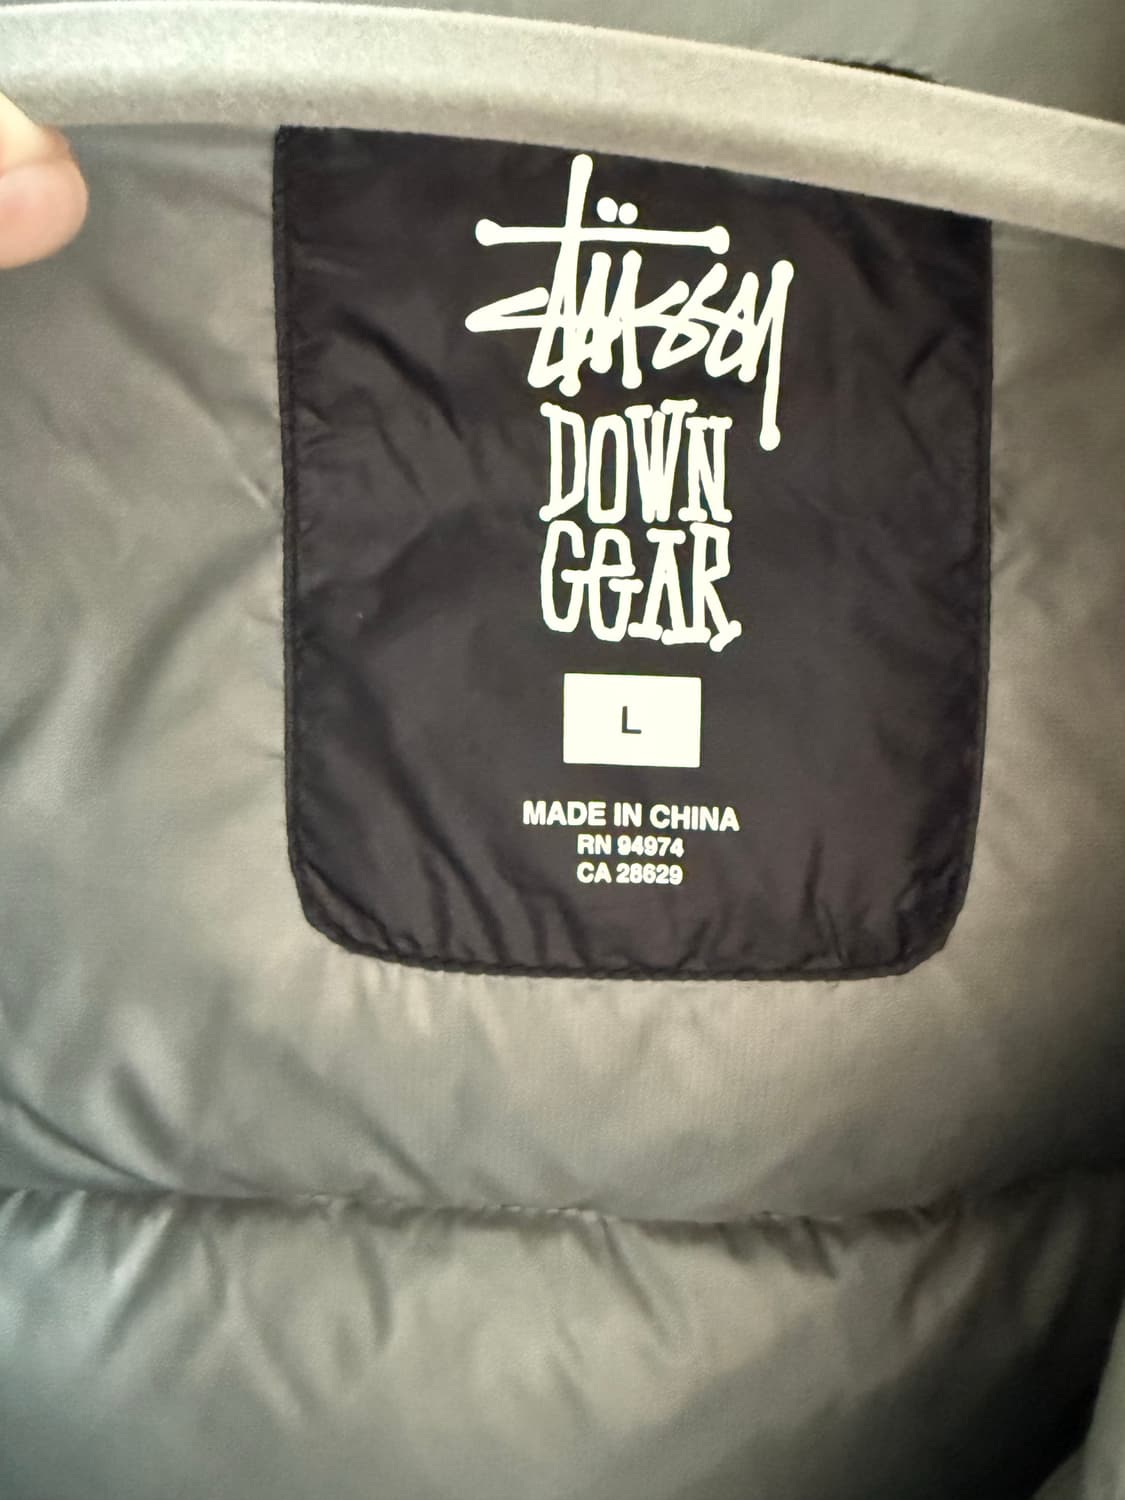 Stüssy
DOWN
GEAR
L
MADE IN CHINA
RN 94974
CA 28629